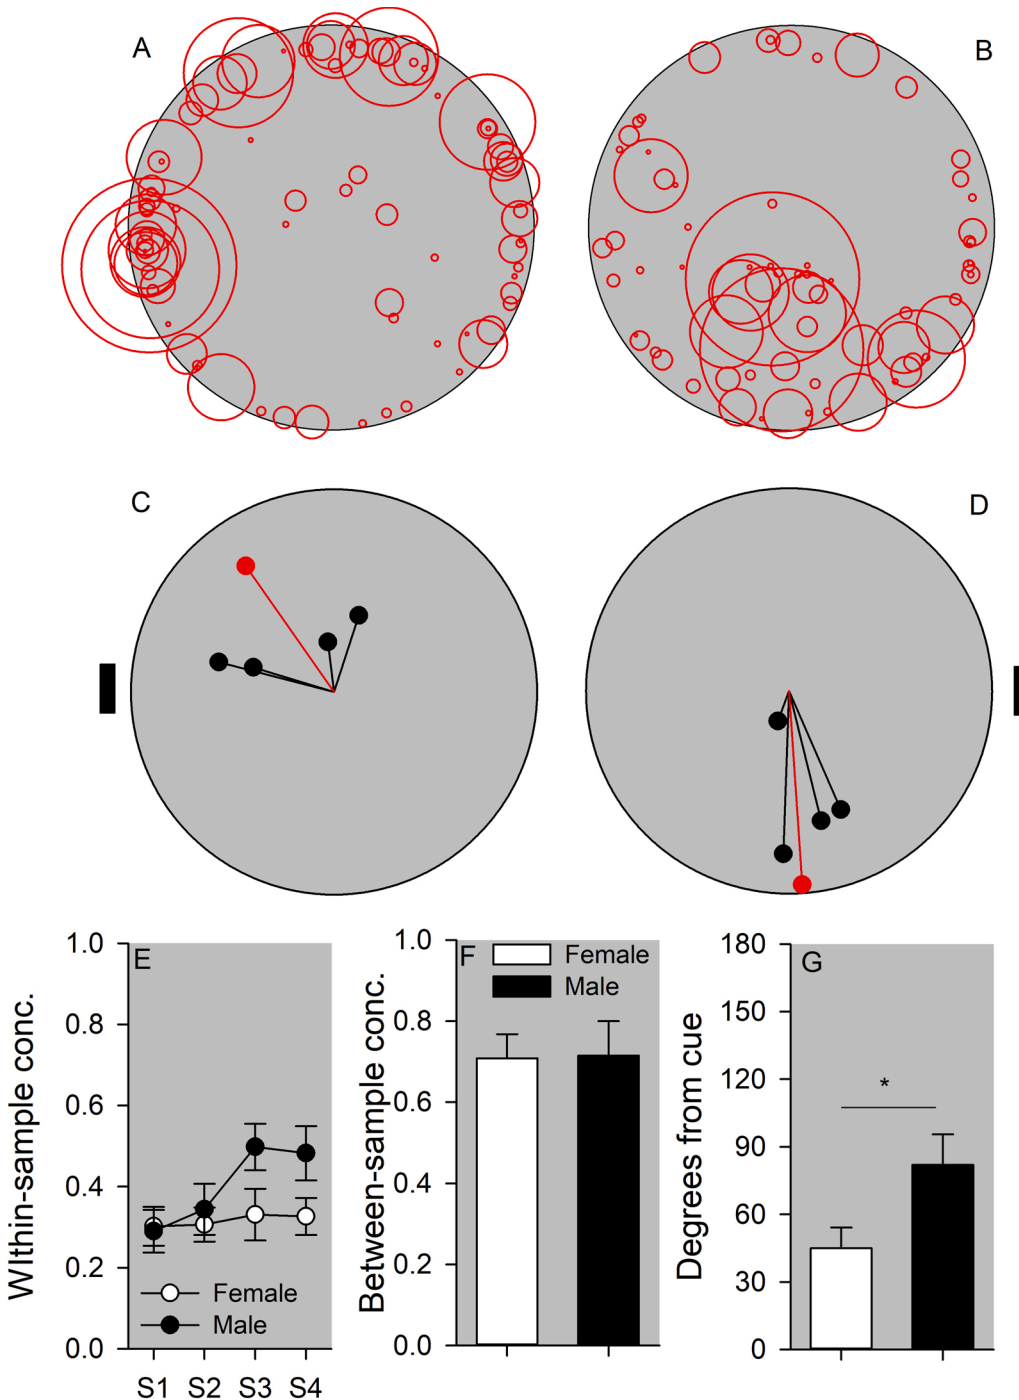 A
B
C
D
E
WIthin-sample conc.
1.0
0.8
0.6
0.4
0.2
0.0
Female
Male
S1 S2 S3 S4
F
Between-sample conc.
1.0
0.8
0.6
0.4
0.2
0.0
Female
Male
G
Degrees from cue
180
150
120
90
60
30
0
*